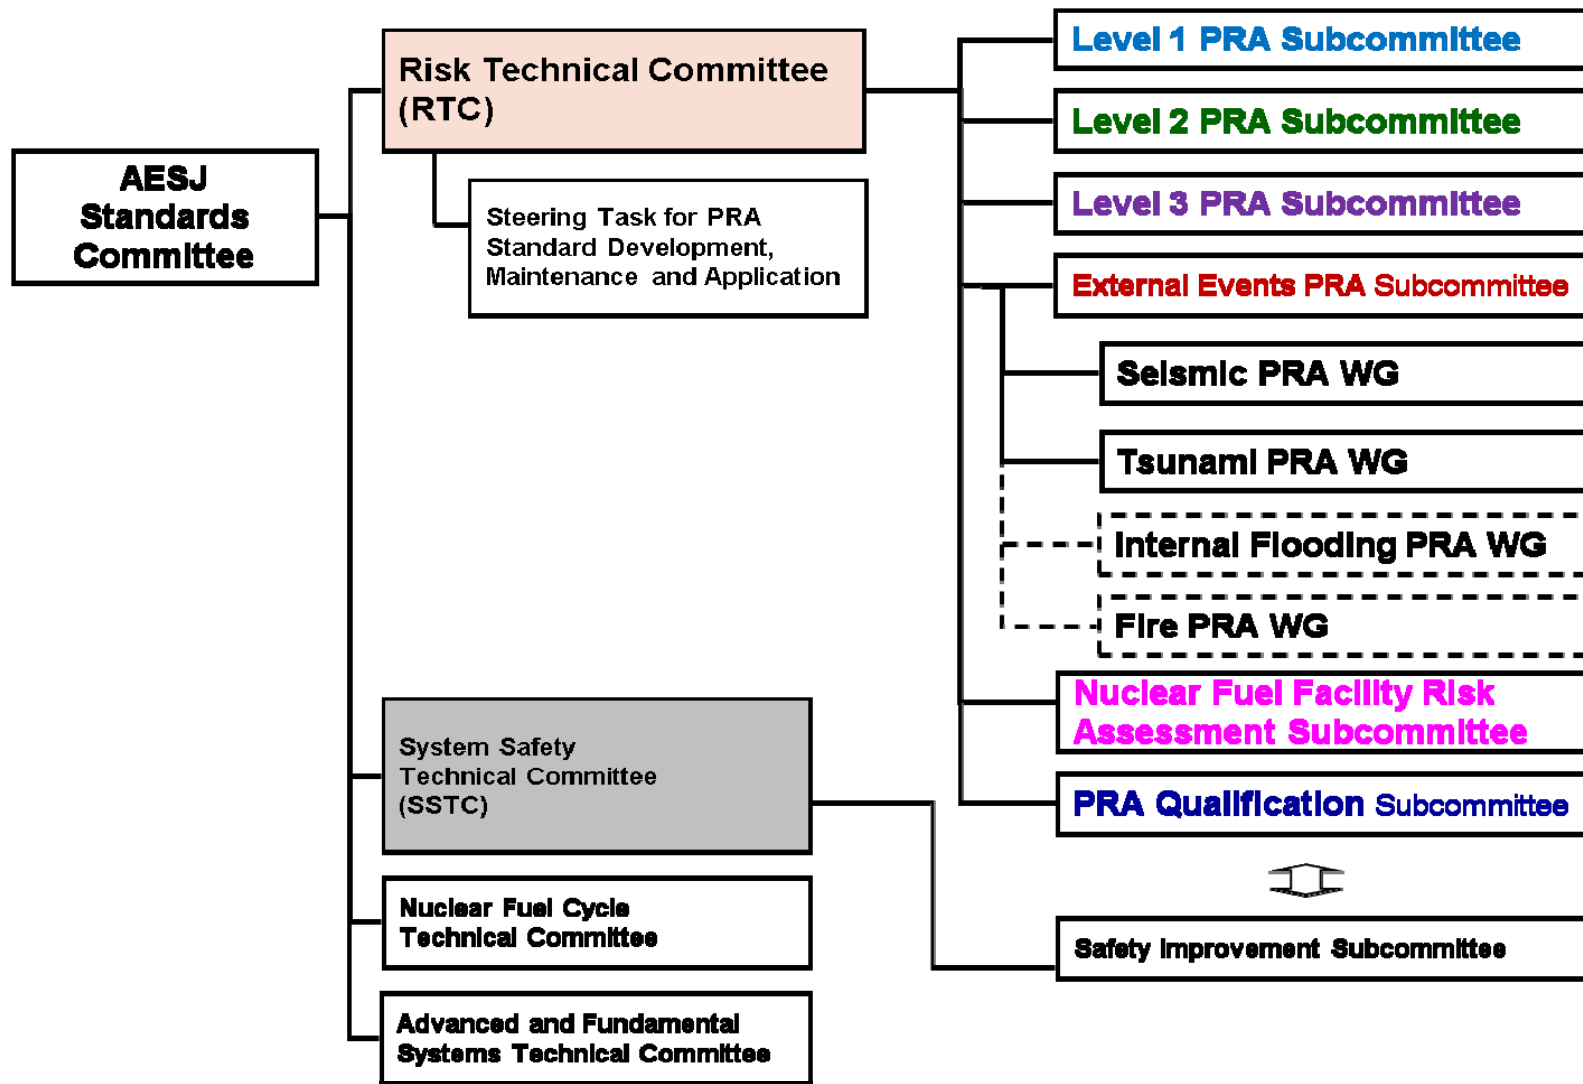 AESJ
Standards
Committee
Risk Technical Committee
(RTC)
Steering Task for PRA
Standard Development,
Maintenance and Application
System Safety
Technical Committee
(SSTC)
Nuclear Fuel Cycle
Technical Committee
Advanced and Fundamental
Systems Technical Committee
Level 1 PRA Subcommittee
Level 2 PRA Subcommittee
Level 3 PRA Subcommittee
External Events PRA Subcommittee
Seismic PRA WG
Tsunami PRA WG
Internal Flooding PRA WG
Fire PRA WG
Nuclear Fuel Facility Risk
Assessment Subcommittee
PRA Qualification Subcommittee
Safety Improvement Subcommittee